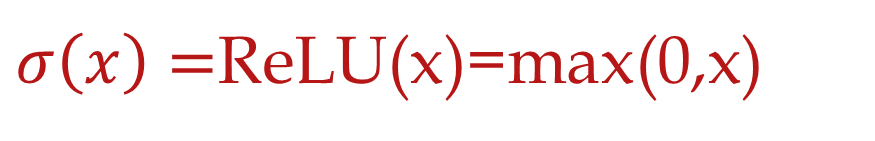 σ(x) =ReLU(x)=max(0,x)